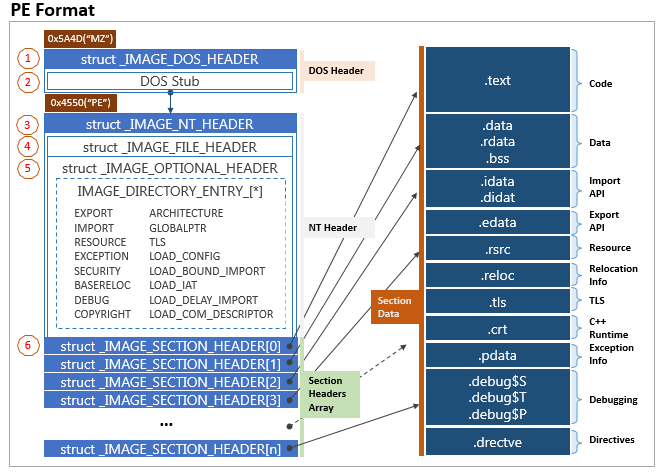 PE Format
0x5A4D("MZ")
1
struct _IMAGE_DOS_HEADER
2
DOS Stub
DOS Header
0x4550("PE")
3
struct _IMAGE_NT_HEADER
4
struct _IMAGE_FILE_HEADER
5
struct _IMAGE_OPTIONAL_HEADER
IMAGE_DIRECTORY_ENTRY_[*]
EXPORT ARCHITECTURE
IMPORT GLOBALPTR
RESOURCE TLS
EXCEPTION LOAD_CONFIG
SECURITY LOAD_BOUND_IMPORT
BASERELOC LOAD_IAT
DEBUG LOAD_DELAY_IMPORT
COPYRIGHT LOAD_COM_DESCRIPTOR
NT Header
6
struct _IMAGE_SECTION_HEADER[0]
struct _IMAGE_SECTION_HEADER[1]
struct _IMAGE_SECTION_HEADER[2]
struct _IMAGE_SECTION_HEADER[3]
...
struct _IMAGE_SECTION_HEADER[n]
Section
Headers
Array
Section
Data
.text
Code
.data
.rdata
.bss
Data
.idata
.didat
Import
API
.edata
Export
API
.rsrc
Resource
.reloc
Relocation
Info
.tls
TLS
.crt
C++
Runtime
.pdata
Exception
Info
.debug$S
.debug$T
.debug$P
Debugging
.drectve
Directives